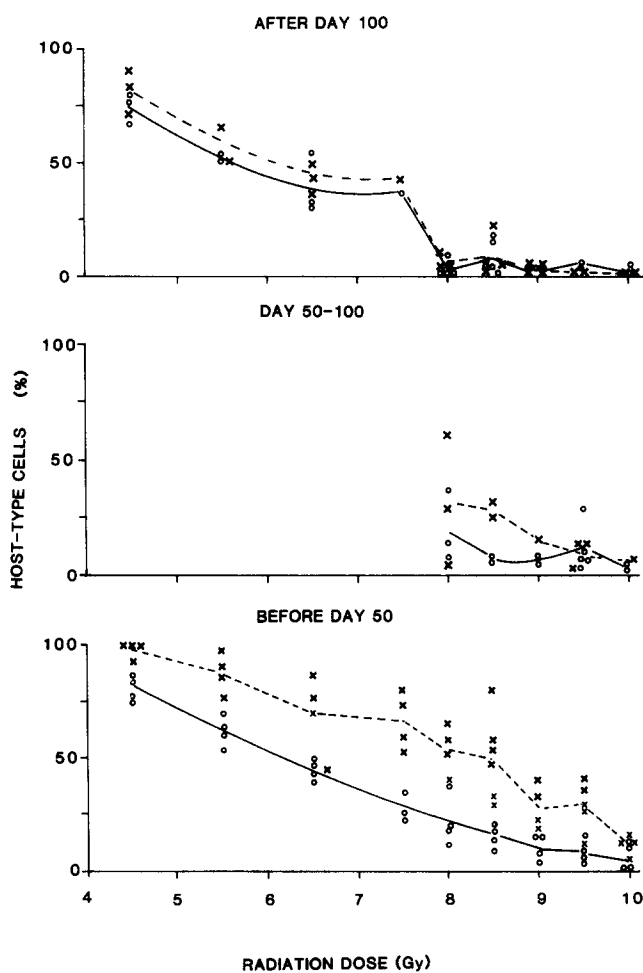 AFTER DAY 100
100
50
0
DAY 50-100
100
50
0
HOST-TYPE CELLS (%)
BEFORE DAY 50
100
50
0
4 5 6 7 8 9 10
RADIATION DOSE (Gy)